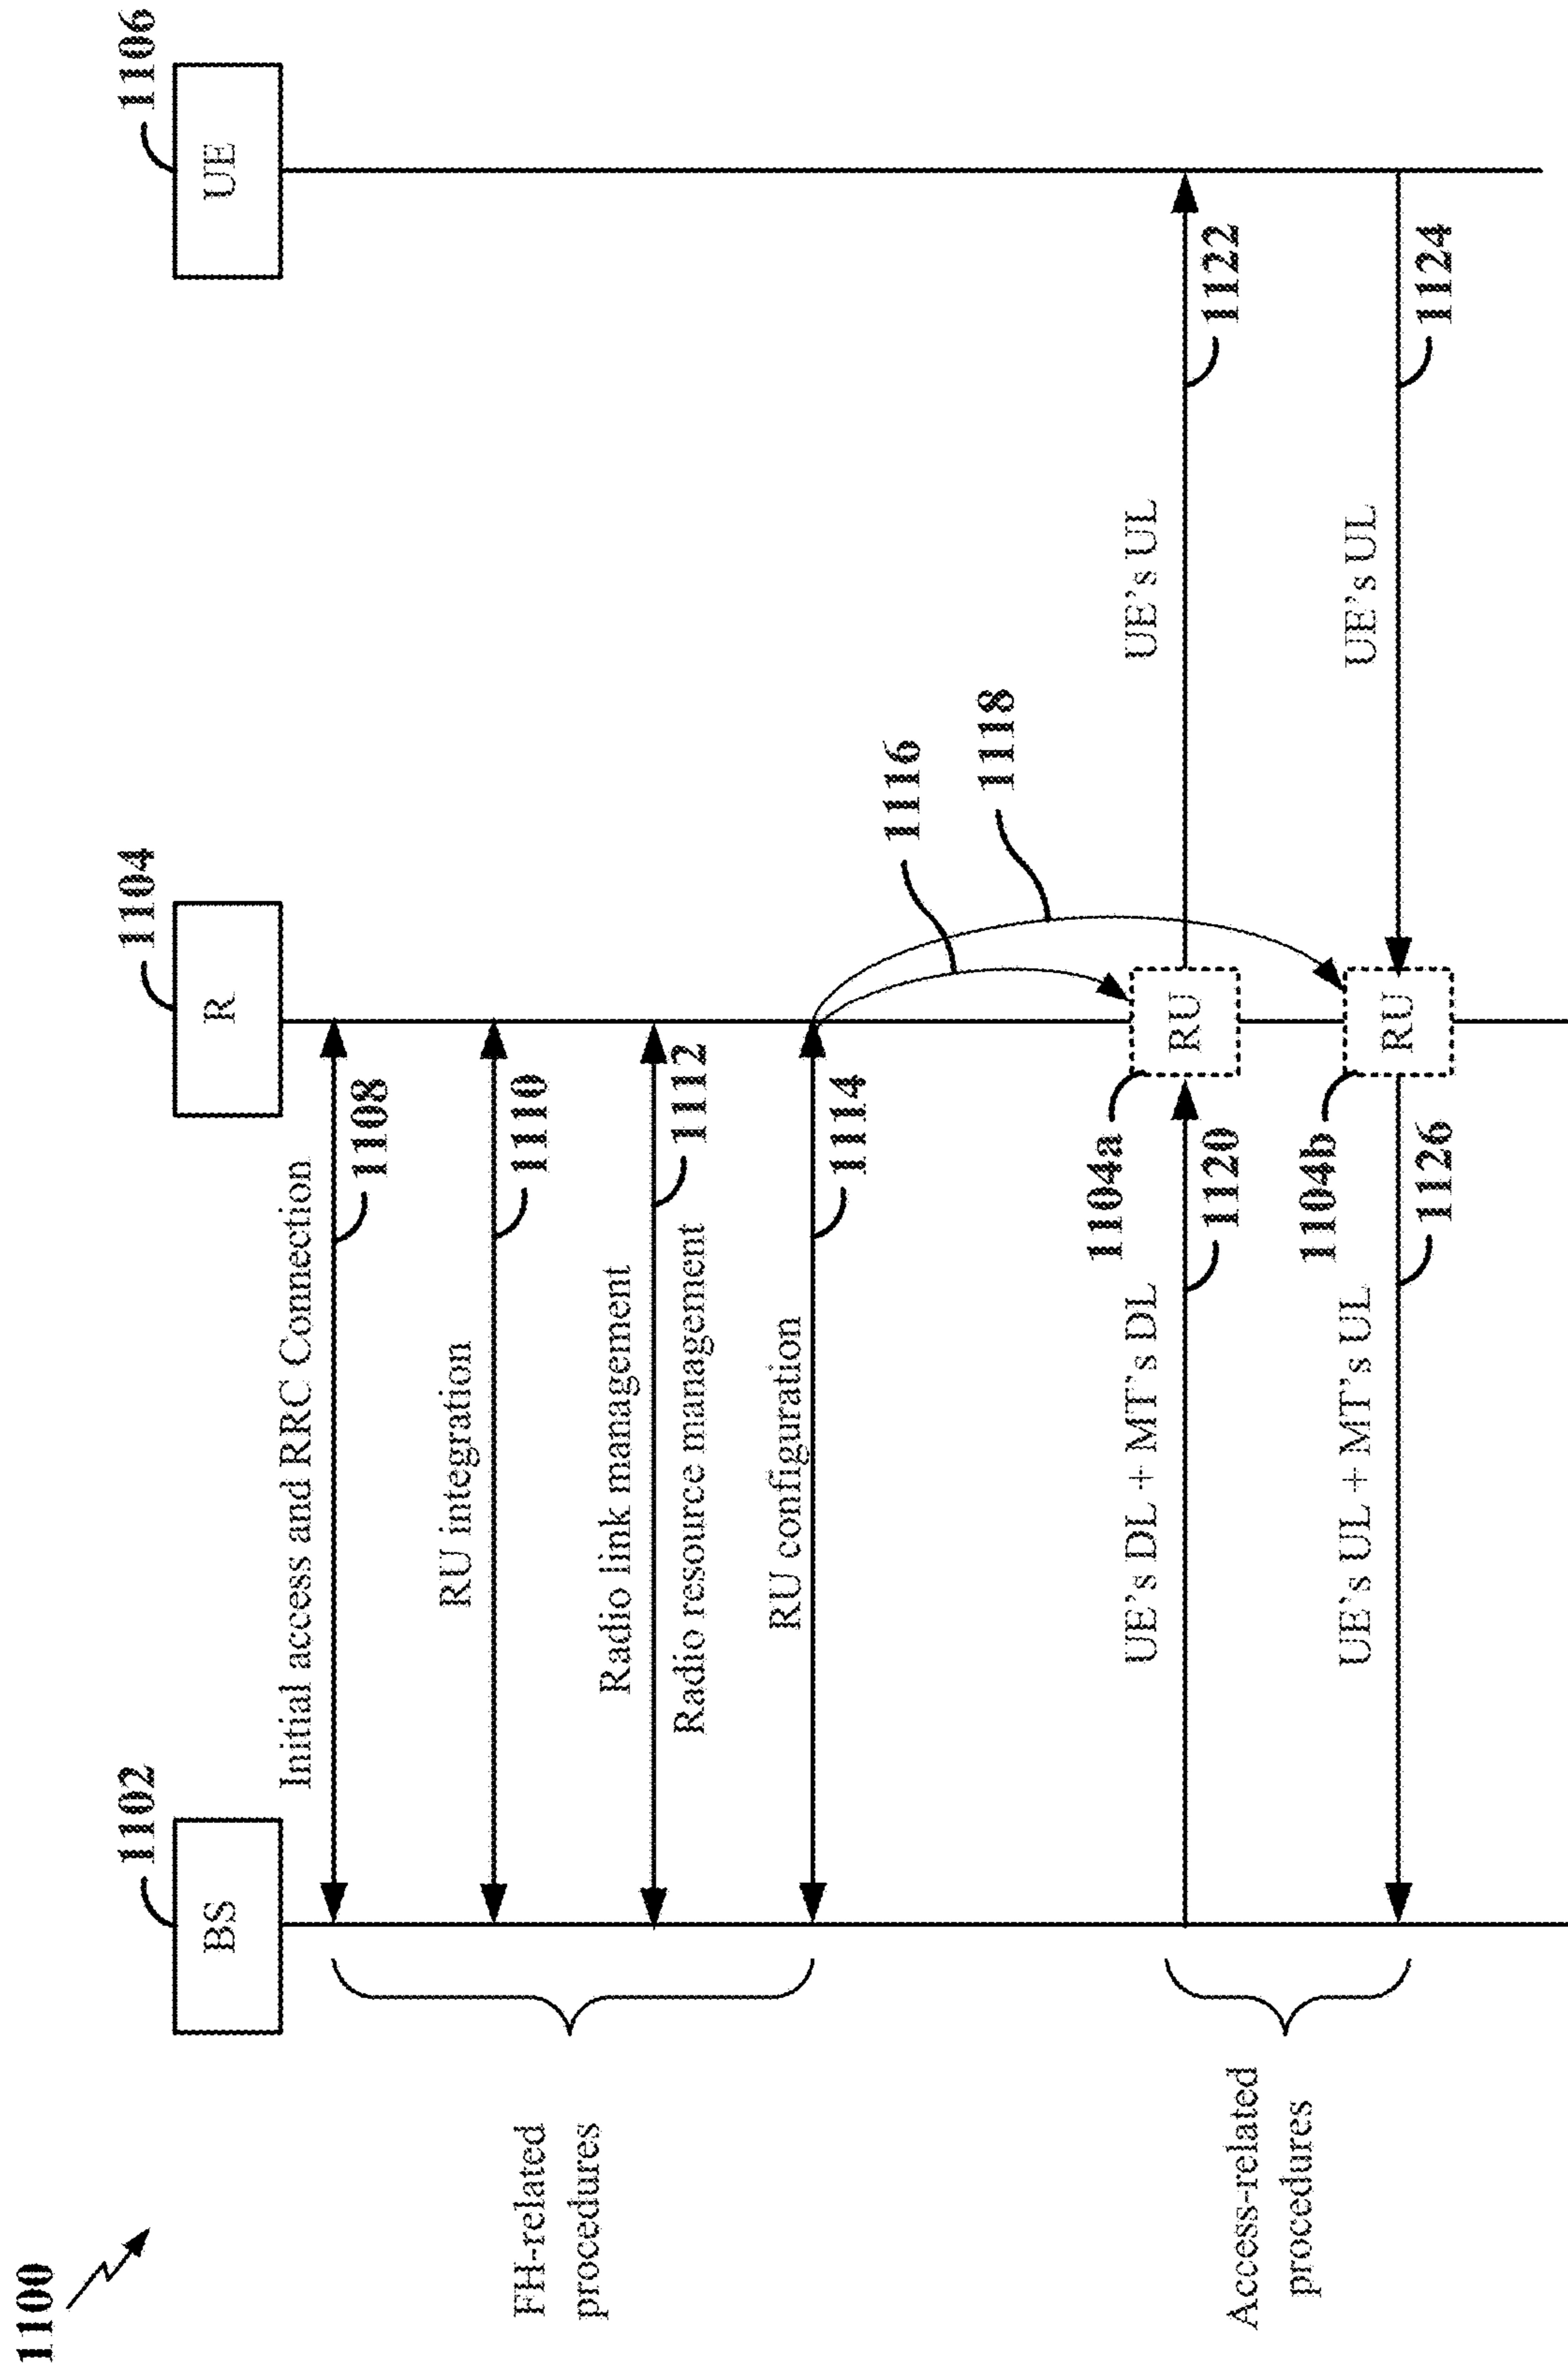 1100
BS
1102
R
1104
UE
1106
FH-related
procedures
Initial access and RRC Connection
1108
RU integration
1110
Radio link management
1112
Radio resource management
RU configuration
1114
1116
1118
Access-related
procedures
UE's DL + MT's DL
1120
1104a
RU
UE's UL
1122
UE's UL + MT's UL
1126
1104b
RU
UE's UL
1124